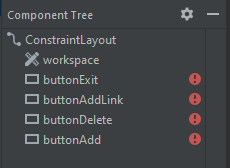 Component Tree
ConstraintLayout
workspace
buttonExit
buttonAddLink
buttonDelete
buttonAdd